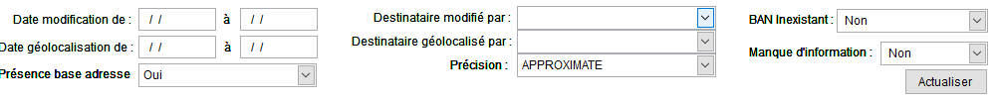 Date modification de : / / à / / Destinataire modifié par : BAN Inexistant : Non
Date géolocalisation de : / / à / / Destinataire géolocalisé par : Manque d'information : Non
Présence base adresse Oui Précision : APPROXIMATE
Actualiser